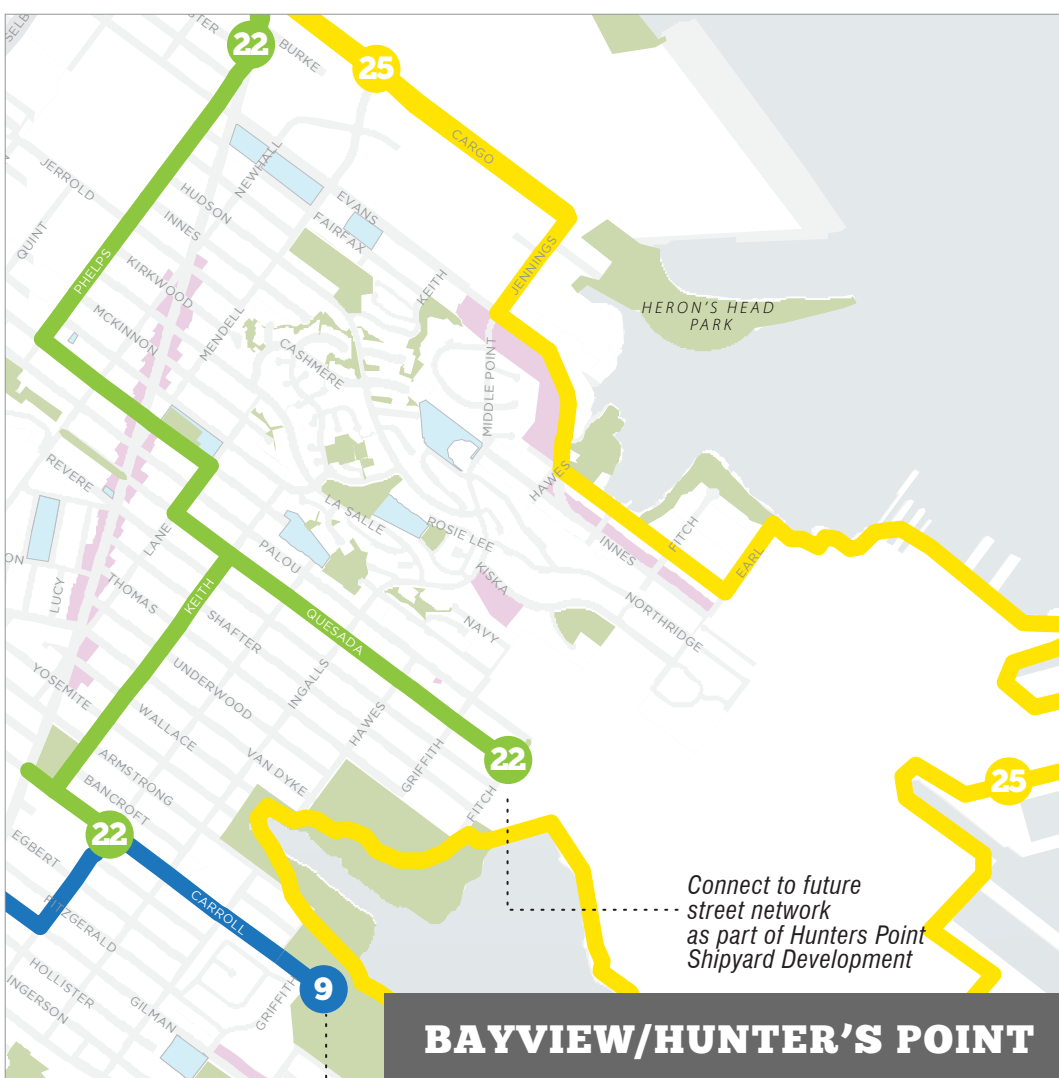 SELB
STER
22
BURKE
25
CARGO
NEWHALL
JERROLD
HUDSON
EVANS
INNES
FAIRFAX
QUINT
PHELPS
KIRKWOOD
KEITH
JENNINGS
MCKINNON
MENDELL
HERON'S HEAD
PARK
CASHMERE
MIDDLE POINT
REVERE
HAWES
LA SALLE
ROSIE LEE
LANE
PALOU
INNES
FITCH
EARL
ON
LUCY
THOMAS
KEITH
KISKA
NORTHRIDGE
SHAFTER
QUESADA
NAVY
YOSEMITE
UNDERWOOD
INGALLS
WALLACE
HAWES
VAN DYKE
GRIFFITH
22
25
ARMSTRONG
BANCROFT
FITCH
22
EGBERT
CARROLL
FITZGERALD
Connect to future
street network
as part of Hunters Point
Shipyard Development
HOLLISTER
INGERSON
GILMAN
GRIFFITH
9
BAYVIEW/HUNTER'S POINT